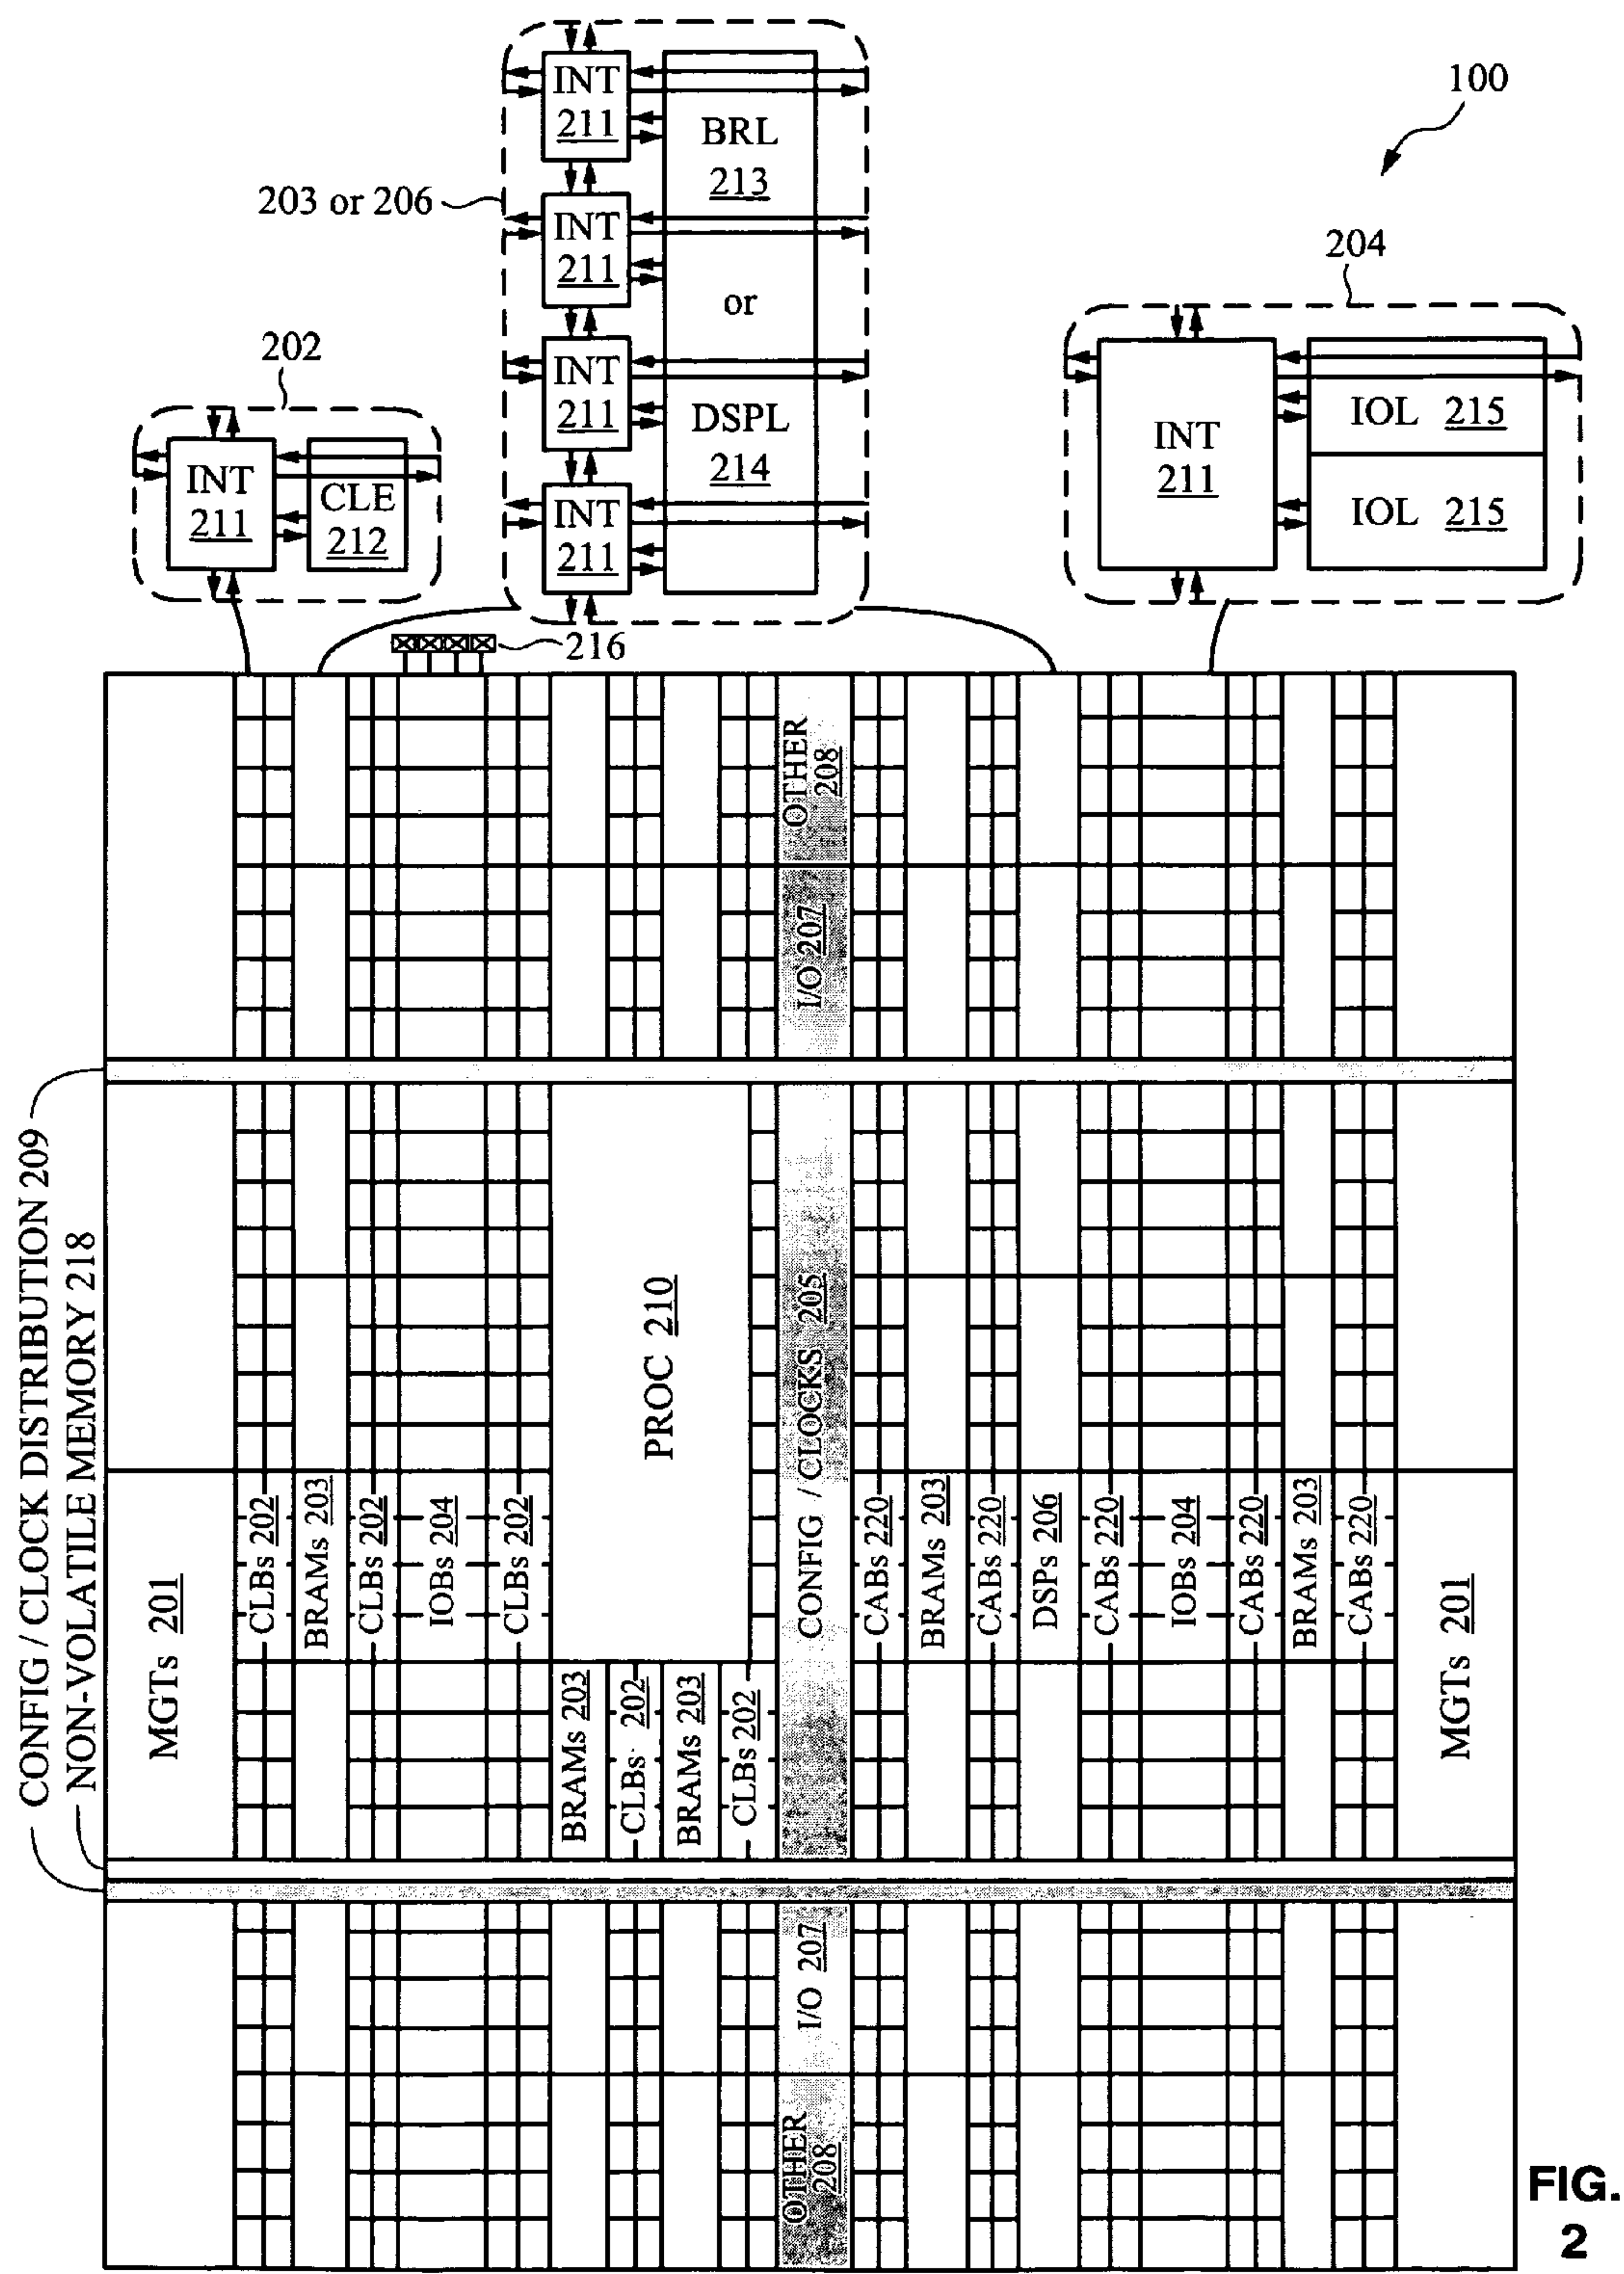 100
INT
211
BRL
213
203 or 206
INT
211
or
204
INT
211
DSPL
214
202
INT
211
CLE
212
INT
211
INT
211
IOL 215
IOL 215
216
OTHER
208
I/O 207
CONFIG / CLOCK DISTRIBUTION 209
NON-VOLATILE MEMORY 218
PROC 210
CONFIG / CLOCKS 205
MGTs 201
CLBs 202
BRAMs 203
CLBs 202
IOBs 204
CLBs 202
CABs 220
BRAMs 203
CABs 220
DSPs 206
CABs 220
IOBs 204
CABs 220
BRAMs 203
CABs 220
MGTs 201
BRAMs 203
CLBs 202
BRAMs 203
CLBs 202
I/O 207
OTHER
208
FIG.
2